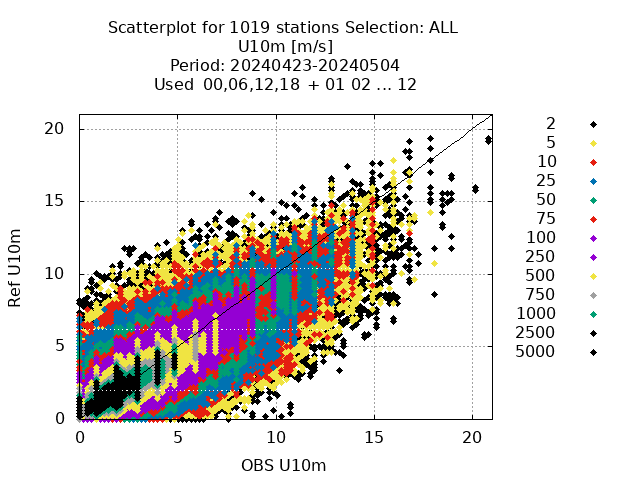 Scatterplot for 1019 stations Selection: ALL
U10m [m/s]
Period: 20240423-20240504
Used 00,06,12,18 + 01 02 ... 12
20
15
10
5
0
Ref U10m
0 5 10 15 20
OBS U10m
2
5
10
25
50
75
100
250
500
750
1000
2500
5000